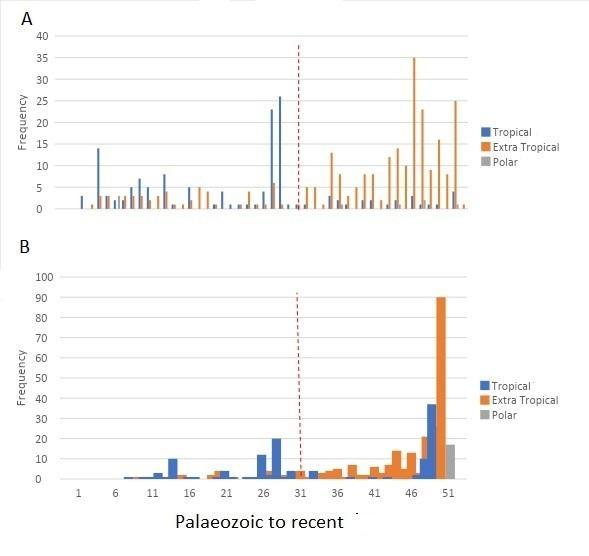 A
40
35
30
25
20
15
10
5
0
Frequency
Tropical
Extra Tropical
Polar
B
100
90
80
70
60
50
40
30
20
10
0
Frequency
Tropical
Extra Tropical
Polar
1 6 11 16 21 26 31 36 41 46 51
Palaeozoic to recent